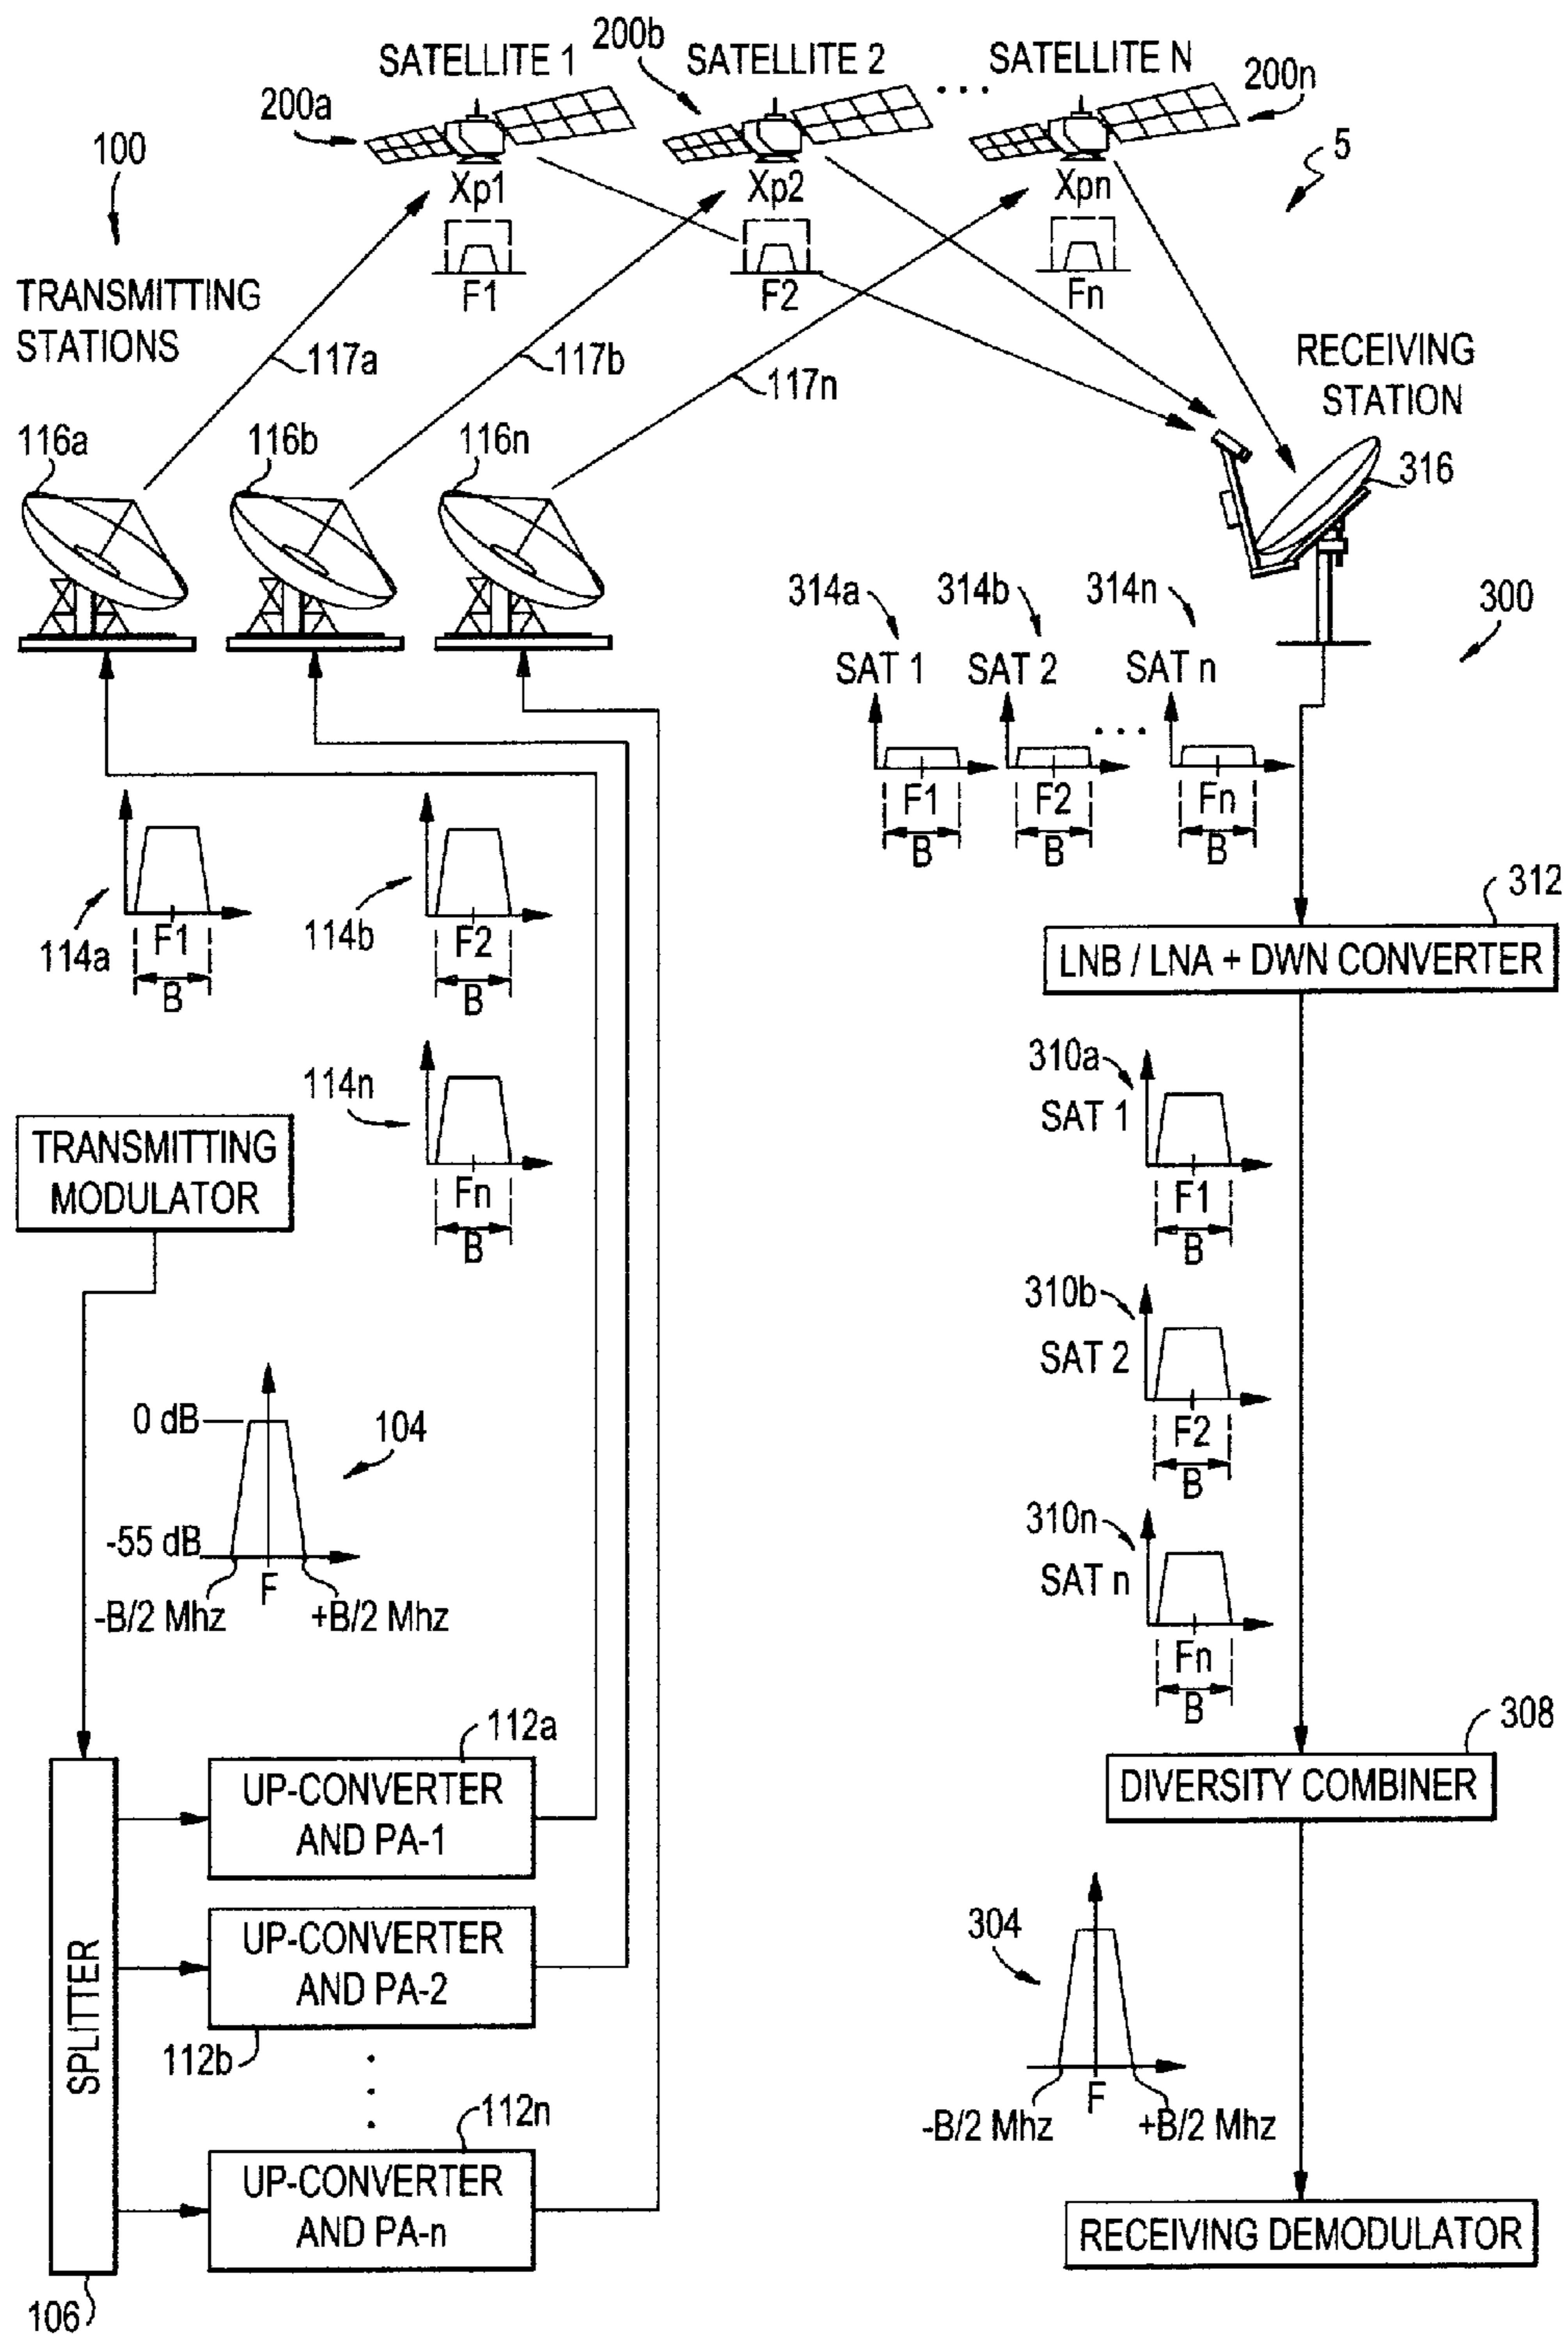 SATELLITE 1
200b
SATELLITE 2
...
SATELLITE N
200a
200n
100
5
Xp1
Xp2
Xpn
F1
F2
Fn
TRANSMITTING
STATIONS
117a
117b
117n
RECEIVING
STATION
116a
116b
116n
316
314a
314b
314n
300
SAT 1
SAT 2
SAT n
...
F1
F2
Fn
B
B
B
114a
F1
B
114b
F2
B
312
LNB / LNA + DWN CONVERTER
114n
Fn
B
310a
SAT 1
F1
B
TRANSMITTING
MODULATOR
310b
SAT 2
F2
B
0 dB
104
-55 dB
F
-B/2 Mhz
+B/2 Mhz
310n
SAT n
Fn
B
308
DIVERSITY COMBINER
112a
UP-CONVERTER
AND PA-1
UP-CONVERTER
AND PA-2
112b
112n
UP-CONVERTER
AND PA-n
SPLITTER
106
304
F
-B/2 Mhz
+B/2 Mhz
RECEIVING DEMODULATOR